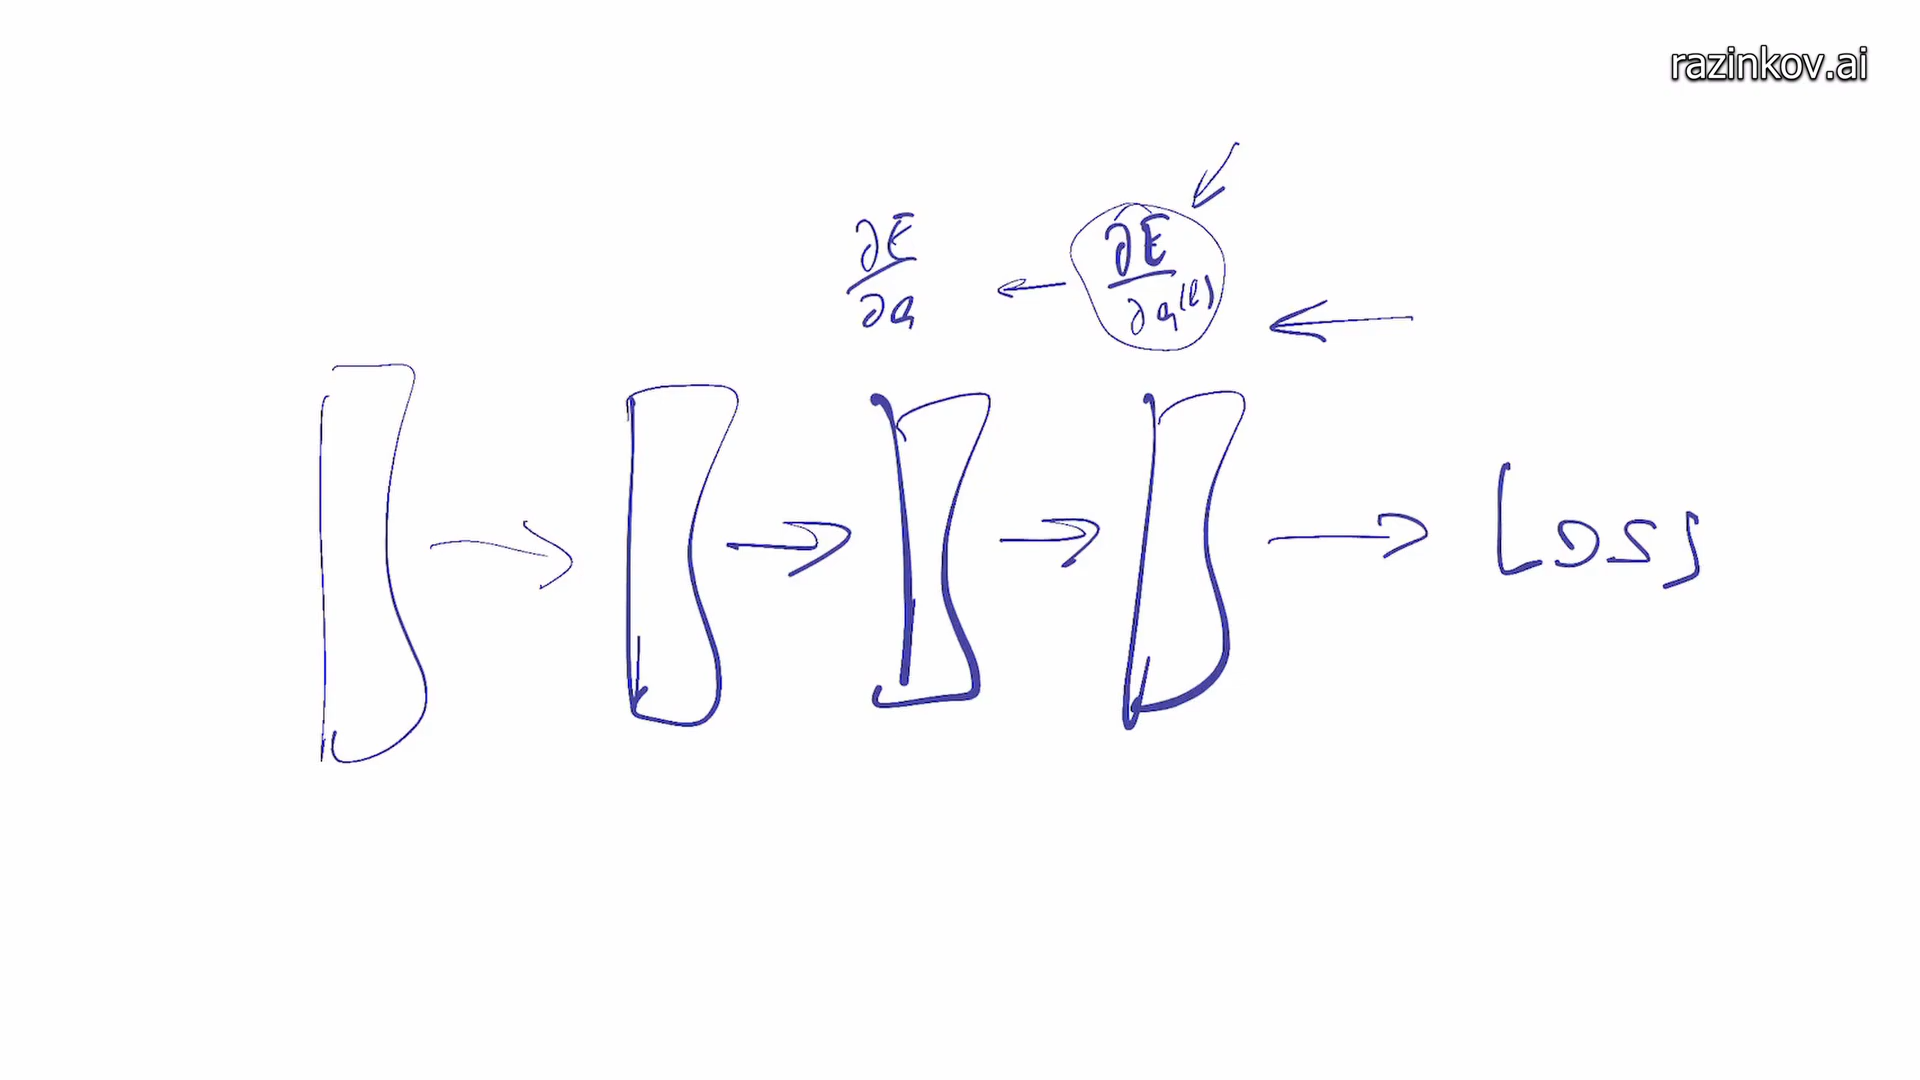 razinkov.ai
∂E/∂a ← ∂E/∂a^(l)
Loss